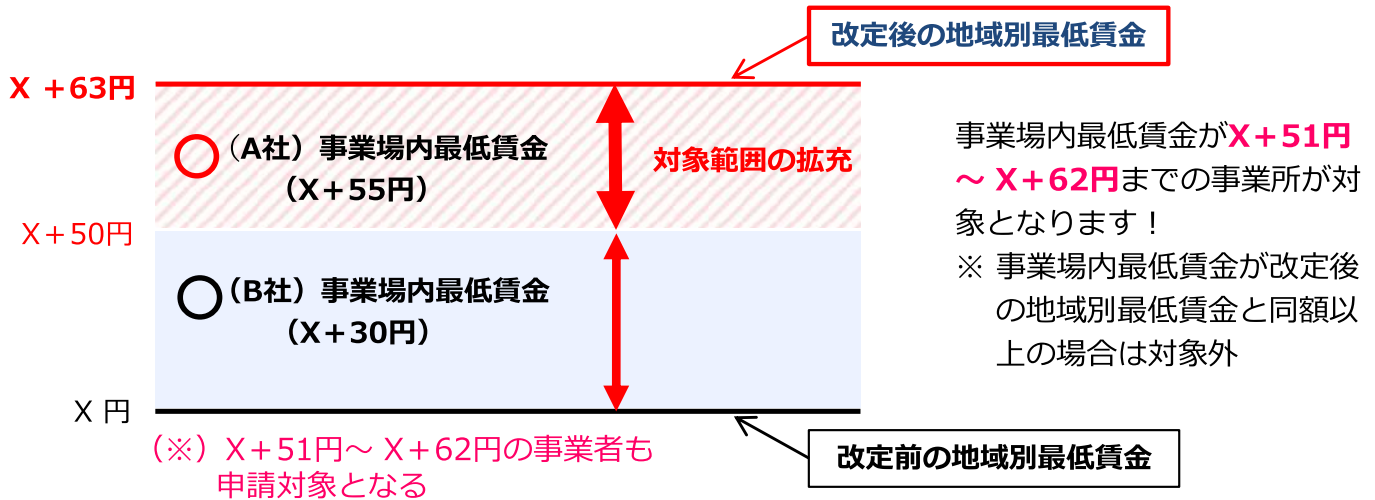 改定後の地域別最低賃金
X +63円
(A社)事業場内最低賃金
(X+55円)
対象範囲の拡充
X+50円
(B社)事業場内最低賃金
(X+30円)
X 円
(※)X+51円~ X+62円の事業者も
申請対象となる
改定前の地域別最低賃金
事業場内最低賃金がX+51円
~ X+62円までの事業所が対
象となります!
※ 事業場内最低賃金が改定後
の地域別最低賃金と同額以
上の場合は対象外